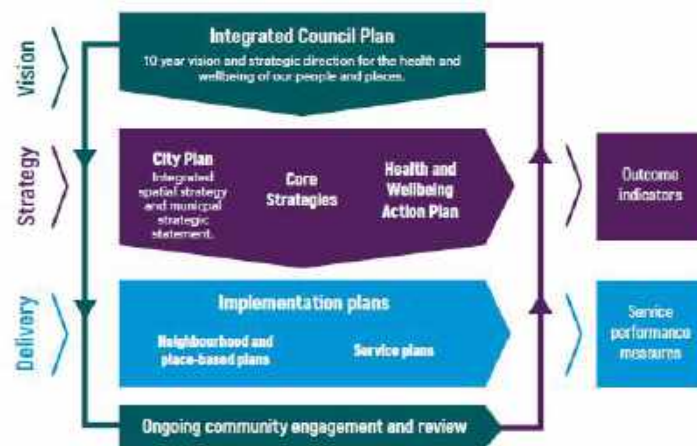 Vision
Integrated Council Plan
10 year vision and strategic direction for the health and
wellbeing of our people and places.
Strategy
City Plan
Integrated
spatial strategy
and municpal
strategic
statement.
Core
Strategies
Health and
Wellbeing
Action Plan
Outcome
indicators
Delivery
Implementation plans
Neighbourhood and
place-based plans
Service plans
Service
performance
measures
Ongoing community engagement and review